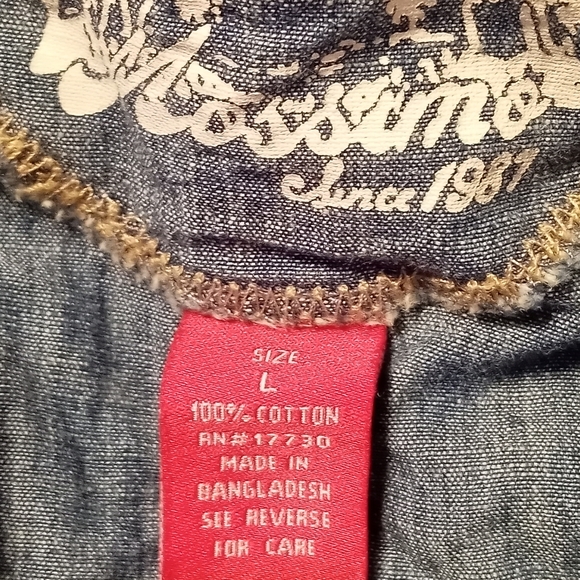 Mossimo
Since 1987
SIZE
L
100% COTTON
RN# 17730
MADE IN
BANGLADESH
SEE REVERSE
FOR CARE